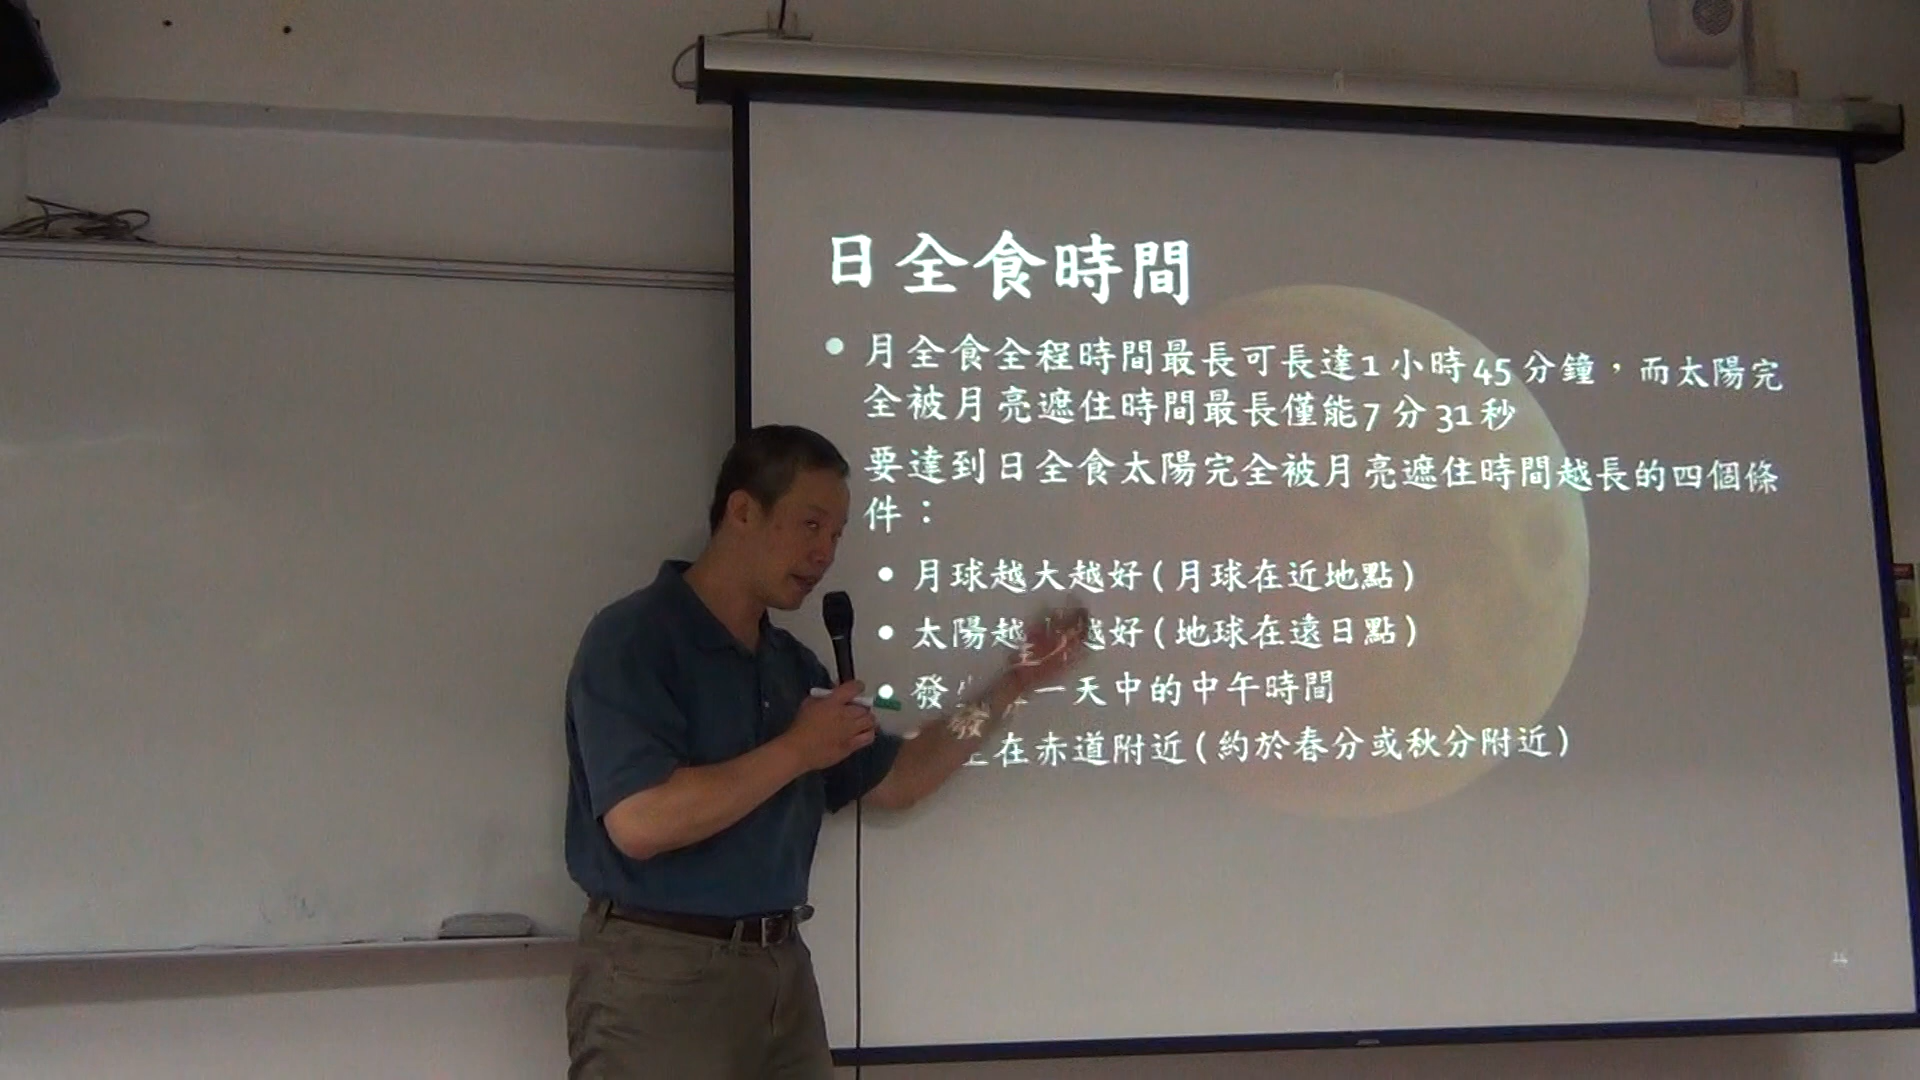 日全食時間
月全食全程時間最長可長達1小時45分鐘，而太陽完
全被月亮遮住時間最長僅能7分31秒
要達到日全食太陽完全被月亮遮住時間越長的四個條
件：
月球越大越好(月球在近地點)
太陽越 越好(地球在遠日點)
發生 一天中的中午時間
發生在赤道附近(約於春分或秋分附近)